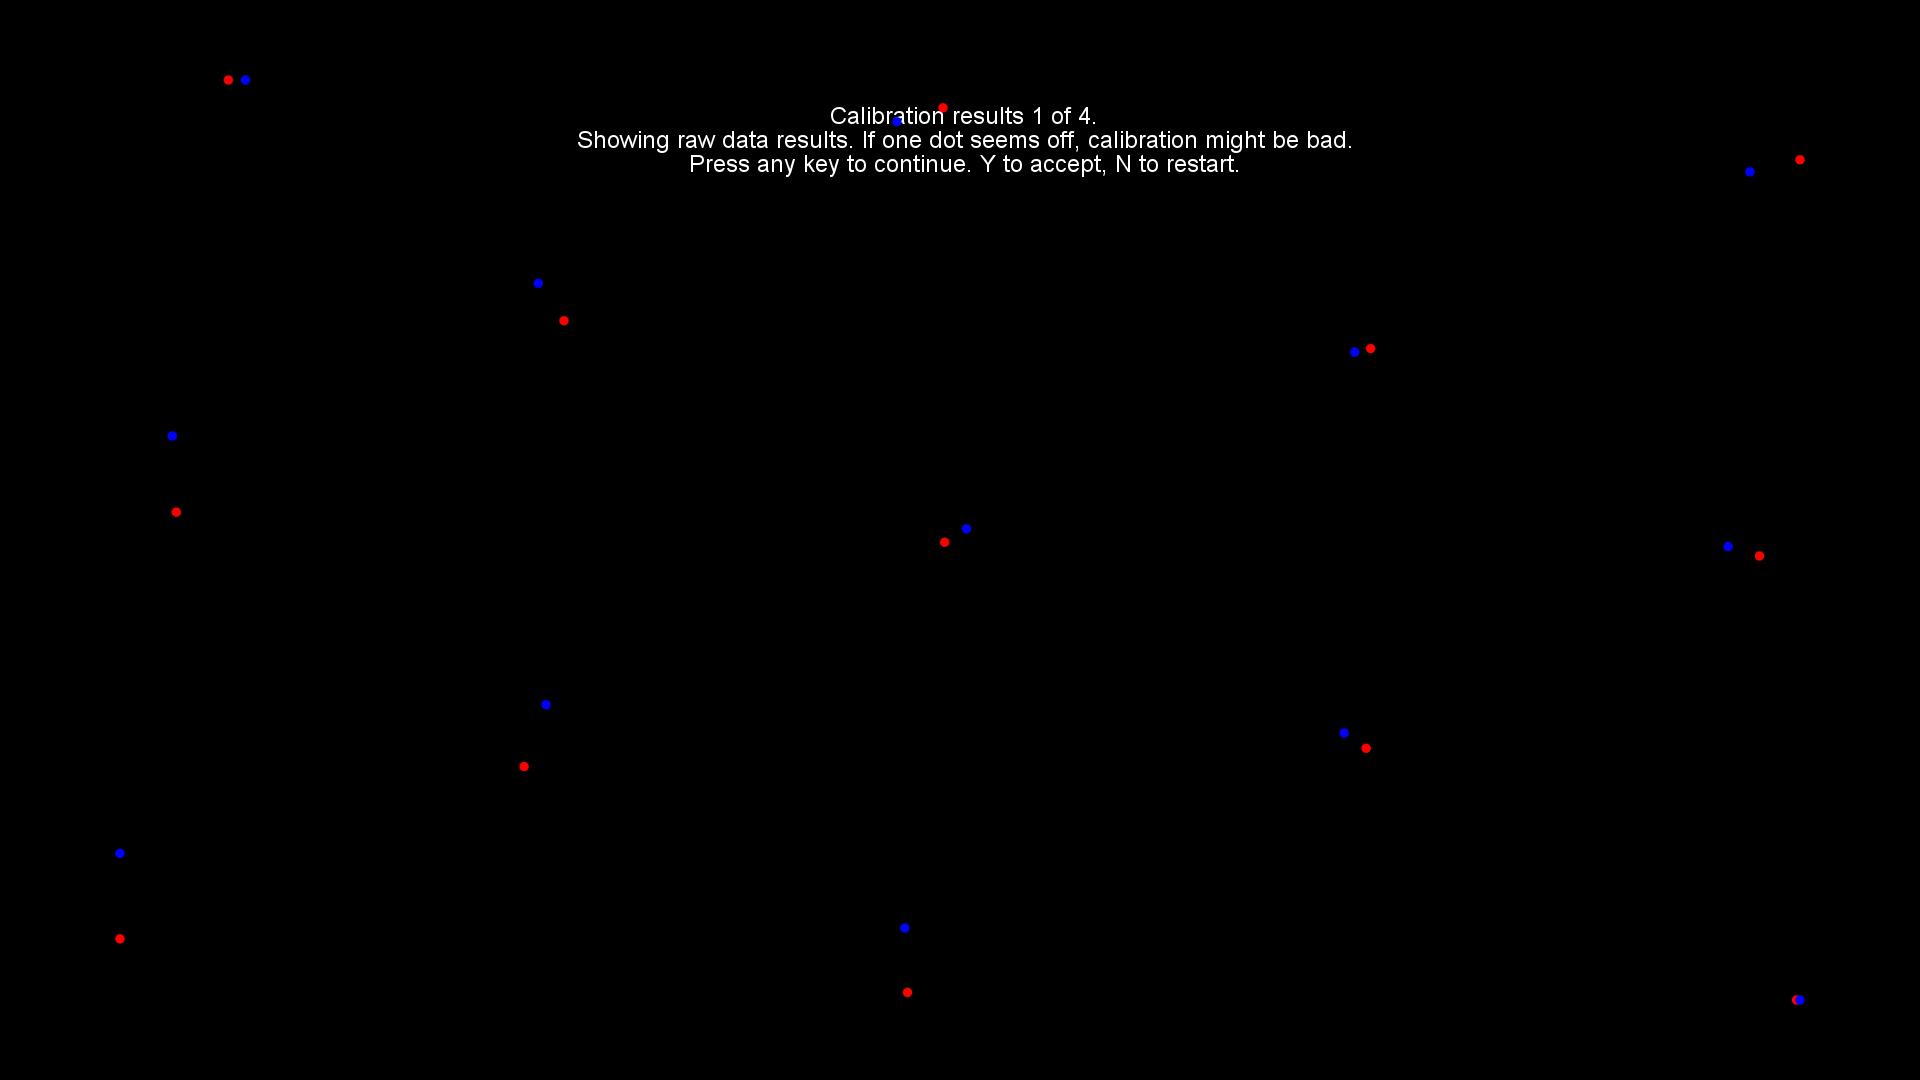 Calibration results 1 of 4.
Showing raw data results. If one dot seems off, calibration might be bad.
Press any key to continue. Y to accept, N to restart.